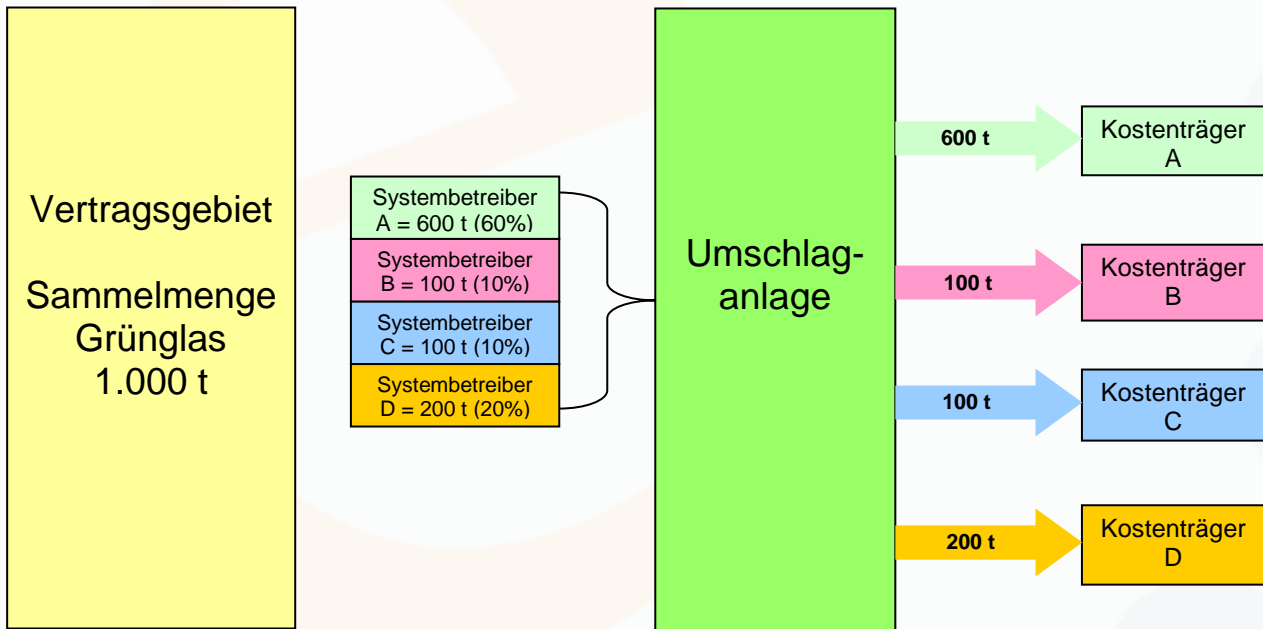 Vertragsgebiet
Sammelmenge
Grünglas
1.000 t
Systembetreiber
A = 600 t (60%)
Systembetreiber
B = 100 t (10%)
Systembetreiber
C = 100 t (10%)
Systembetreiber
D = 200 t (20%)
Umschlag-
anlage
600 t
Kostenträger
A
100 t
Kostenträger
B
100 t
Kostenträger
C
200 t
Kostenträger
D